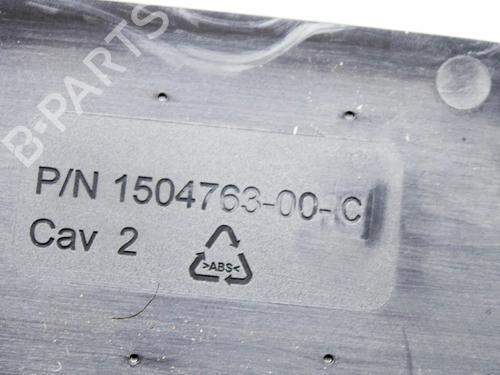 B-PARTS
P/N 1504763-00-C
Cav 2
>ABS<